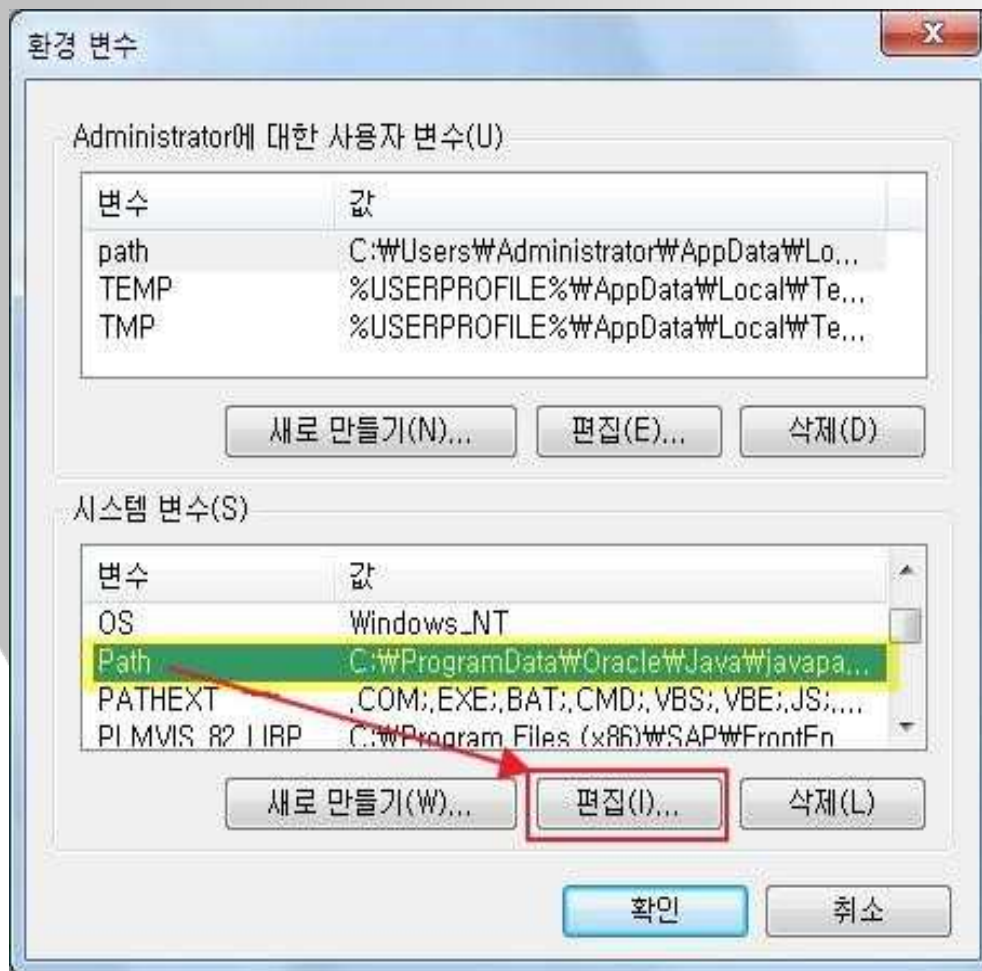 환경 변수
Administrator에 대한 사용자 변수(U)
변수 값
path C:₩Users₩Administrator₩AppData₩Lo...
TEMP %USERPROFILE%₩AppData₩Local₩Te...
TMP %USERPROFILE%₩AppData₩Local₩Te...
새로 만들기(N)... 편집(E)... 삭제(D)
시스템 변수(S)
변수 값
OS Windows_NT
Path C:₩ProgramData₩Oracle₩Java₩javapa...
PATHEXT .COM;.EXE;.BAT;.CMD;.VBS;.VBE;.JS;....
PLMVIS_82_LIBP C:₩Program Files (x86)₩SAP₩FrontEn
새로 만들기(W)... 편집(I)... 삭제(L)
확인 취소